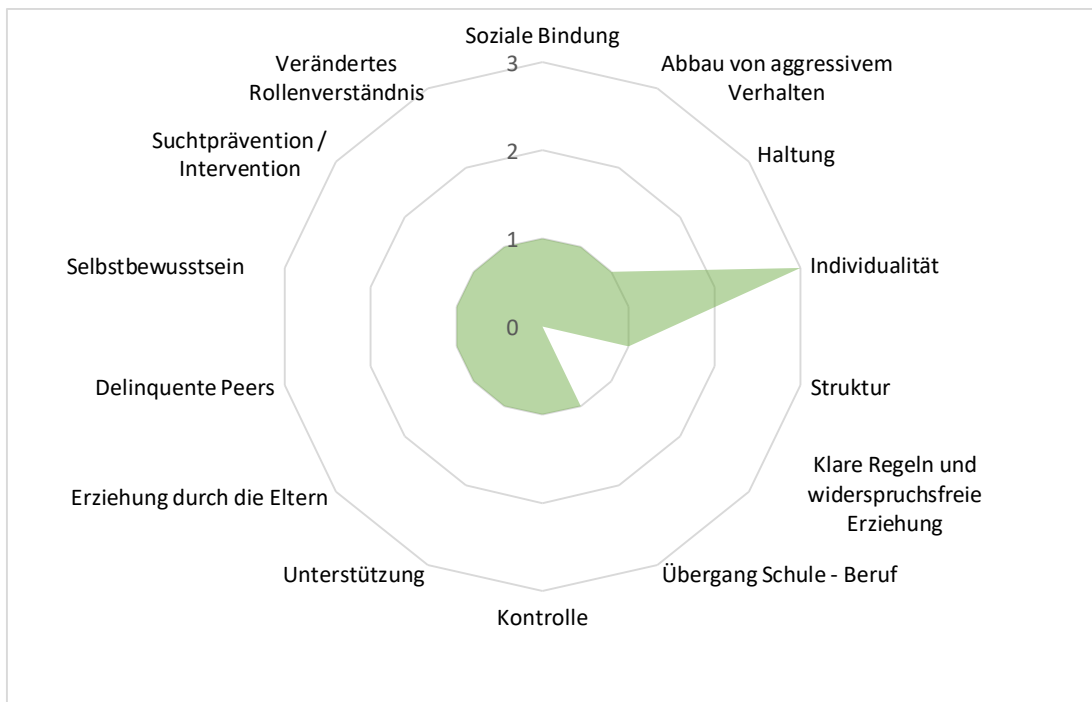 Soziale Bindung
Abbau von aggressivem
Verhalten
Haltung
Individualität
Struktur
Klare Regeln und
widerspruchsfreie
Erziehung
Übergang Schule - Beruf
Kontrolle
Unterstützung
Erziehung durch die Eltern
Delinquente Peers
Selbstbewusstsein
Suchtprävention /
Intervention
Verändertes
Rollenverständnis
3
2
1
0